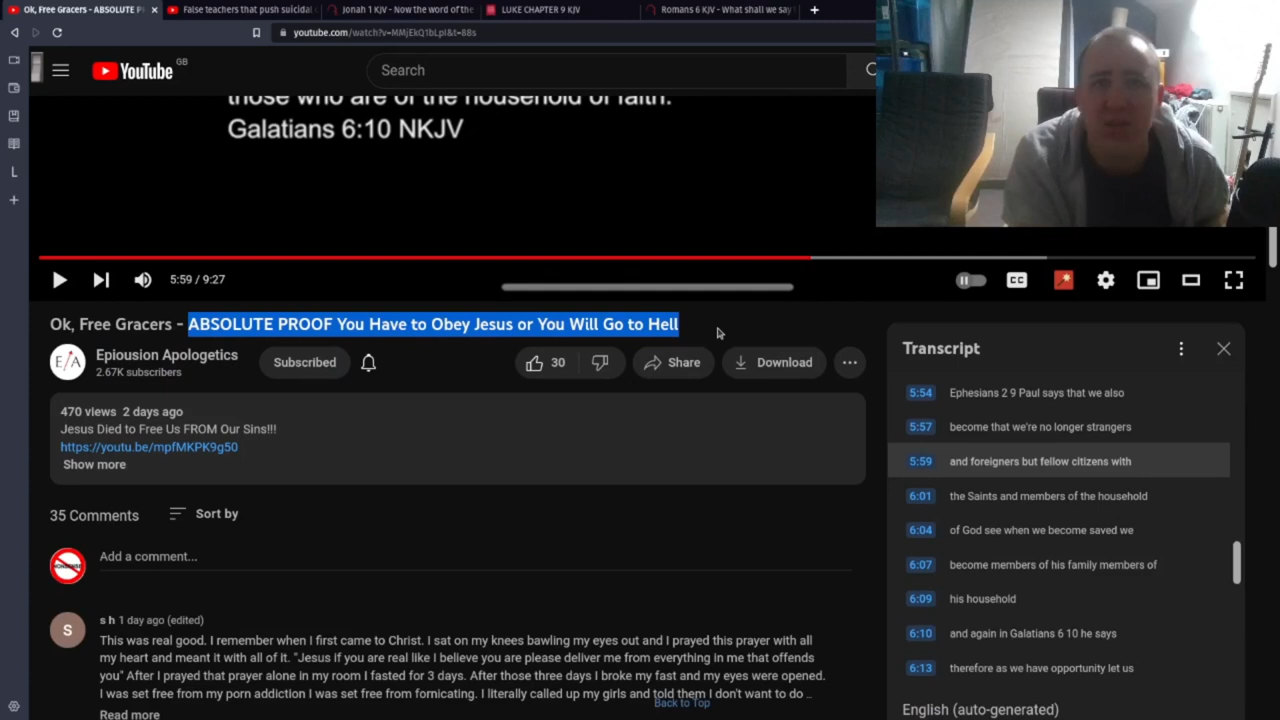 Ok, Free Gracers - ABSOLUTE P
False teachers that push suicidal
Jonah 1 KJV - Now the word of the
LUKE CHAPTER 9 KJV
Romans 6 KJV - What shall we say
youtube.com/watch?v=MMjEkQ1bLpI&t=88s
YouTube GB
Search
those who are of the household of faith.
Galatians 6:10 NKJV
5:59 / 9:27
Ok, Free Gracers - ABSOLUTE PROOF You Have to Obey Jesus or You Will Go to Hell
E/A
Epiousion Apologetics
2.67K subscribers
Subscribed
30
Share
Download
470 views 2 days ago
Jesus Died to Free Us FROM Our Sins!!!
https://youtu.be/mpfMKPK9g50
Show more
35 Comments
Sort by
NONSENSE
Add a comment...
S
s h 1 day ago (edited)
This was real good. I remember when I first came to Christ. I sat on my knees bawling my eyes out and I prayed this prayer with all
my heart and meant it with all of it. "Jesus if you are real like I believe you are please deliver me from everything in me that offends
you" After I prayed that prayer alone in my room I fasted for 3 days. After those three days I broke my fast and my eyes were opened.
I was set free from my porn addiction I was set free from fornicating. I literally called up my girls and told them I don't want to do ..
Back to Top
Read more
Transcript
5:54 Ephesians 2 9 Paul says that we also
5:57 become that we're no longer strangers
5:59 and foreigners but fellow citizens with
6:01 the Saints and members of the household
6:04 of God see when we become saved we
6:07 become members of his family members of
6:09 his household
6:10 and again in Galatians 6 10 he says
6:13 therefore as we have opportunity let us
English (auto-generated)
L
CC